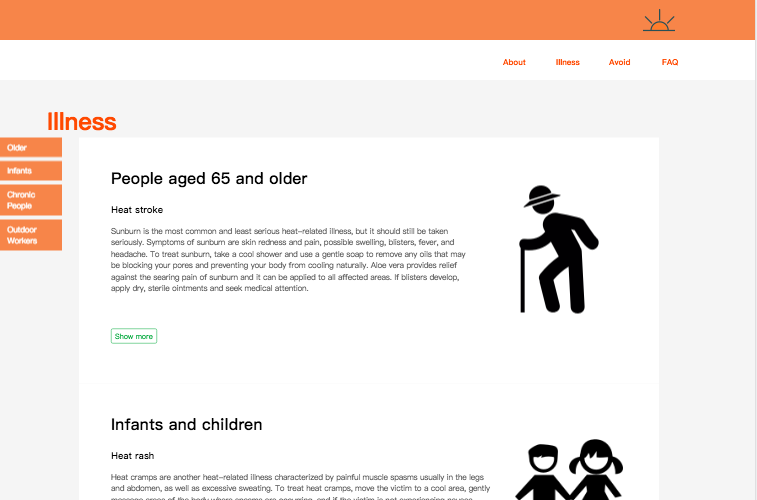 About Illness Avoid FAQ
Illness
Older
Infants
Chronic
People
Outdoor
Workers
People aged 65 and older
Heat stroke
Sunburn is the most common and least serious heat-related illness, but it should still be taken
seriously. Symptoms of sunburn are skin redness and pain, possible swelling, blisters, fever, and
headache. To treat sunburn, take a cool shower and use a gentle soap to remove any oils that may
be blocking your pores and preventing your body from cooling naturally. Aloe vera provides relief
against the searing pain of sunburn and it can be applied to all affected areas. If blisters develop,
apply dry, sterile ointments and seek medical attention.
Show more
Infants and children
Heat rash
Heat cramps are another heat-related illness characterized by painful muscle spasms usually in the legs
and abdomen, as well as excessive sweating. To treat heat cramps, move the victim to a cool area, gently